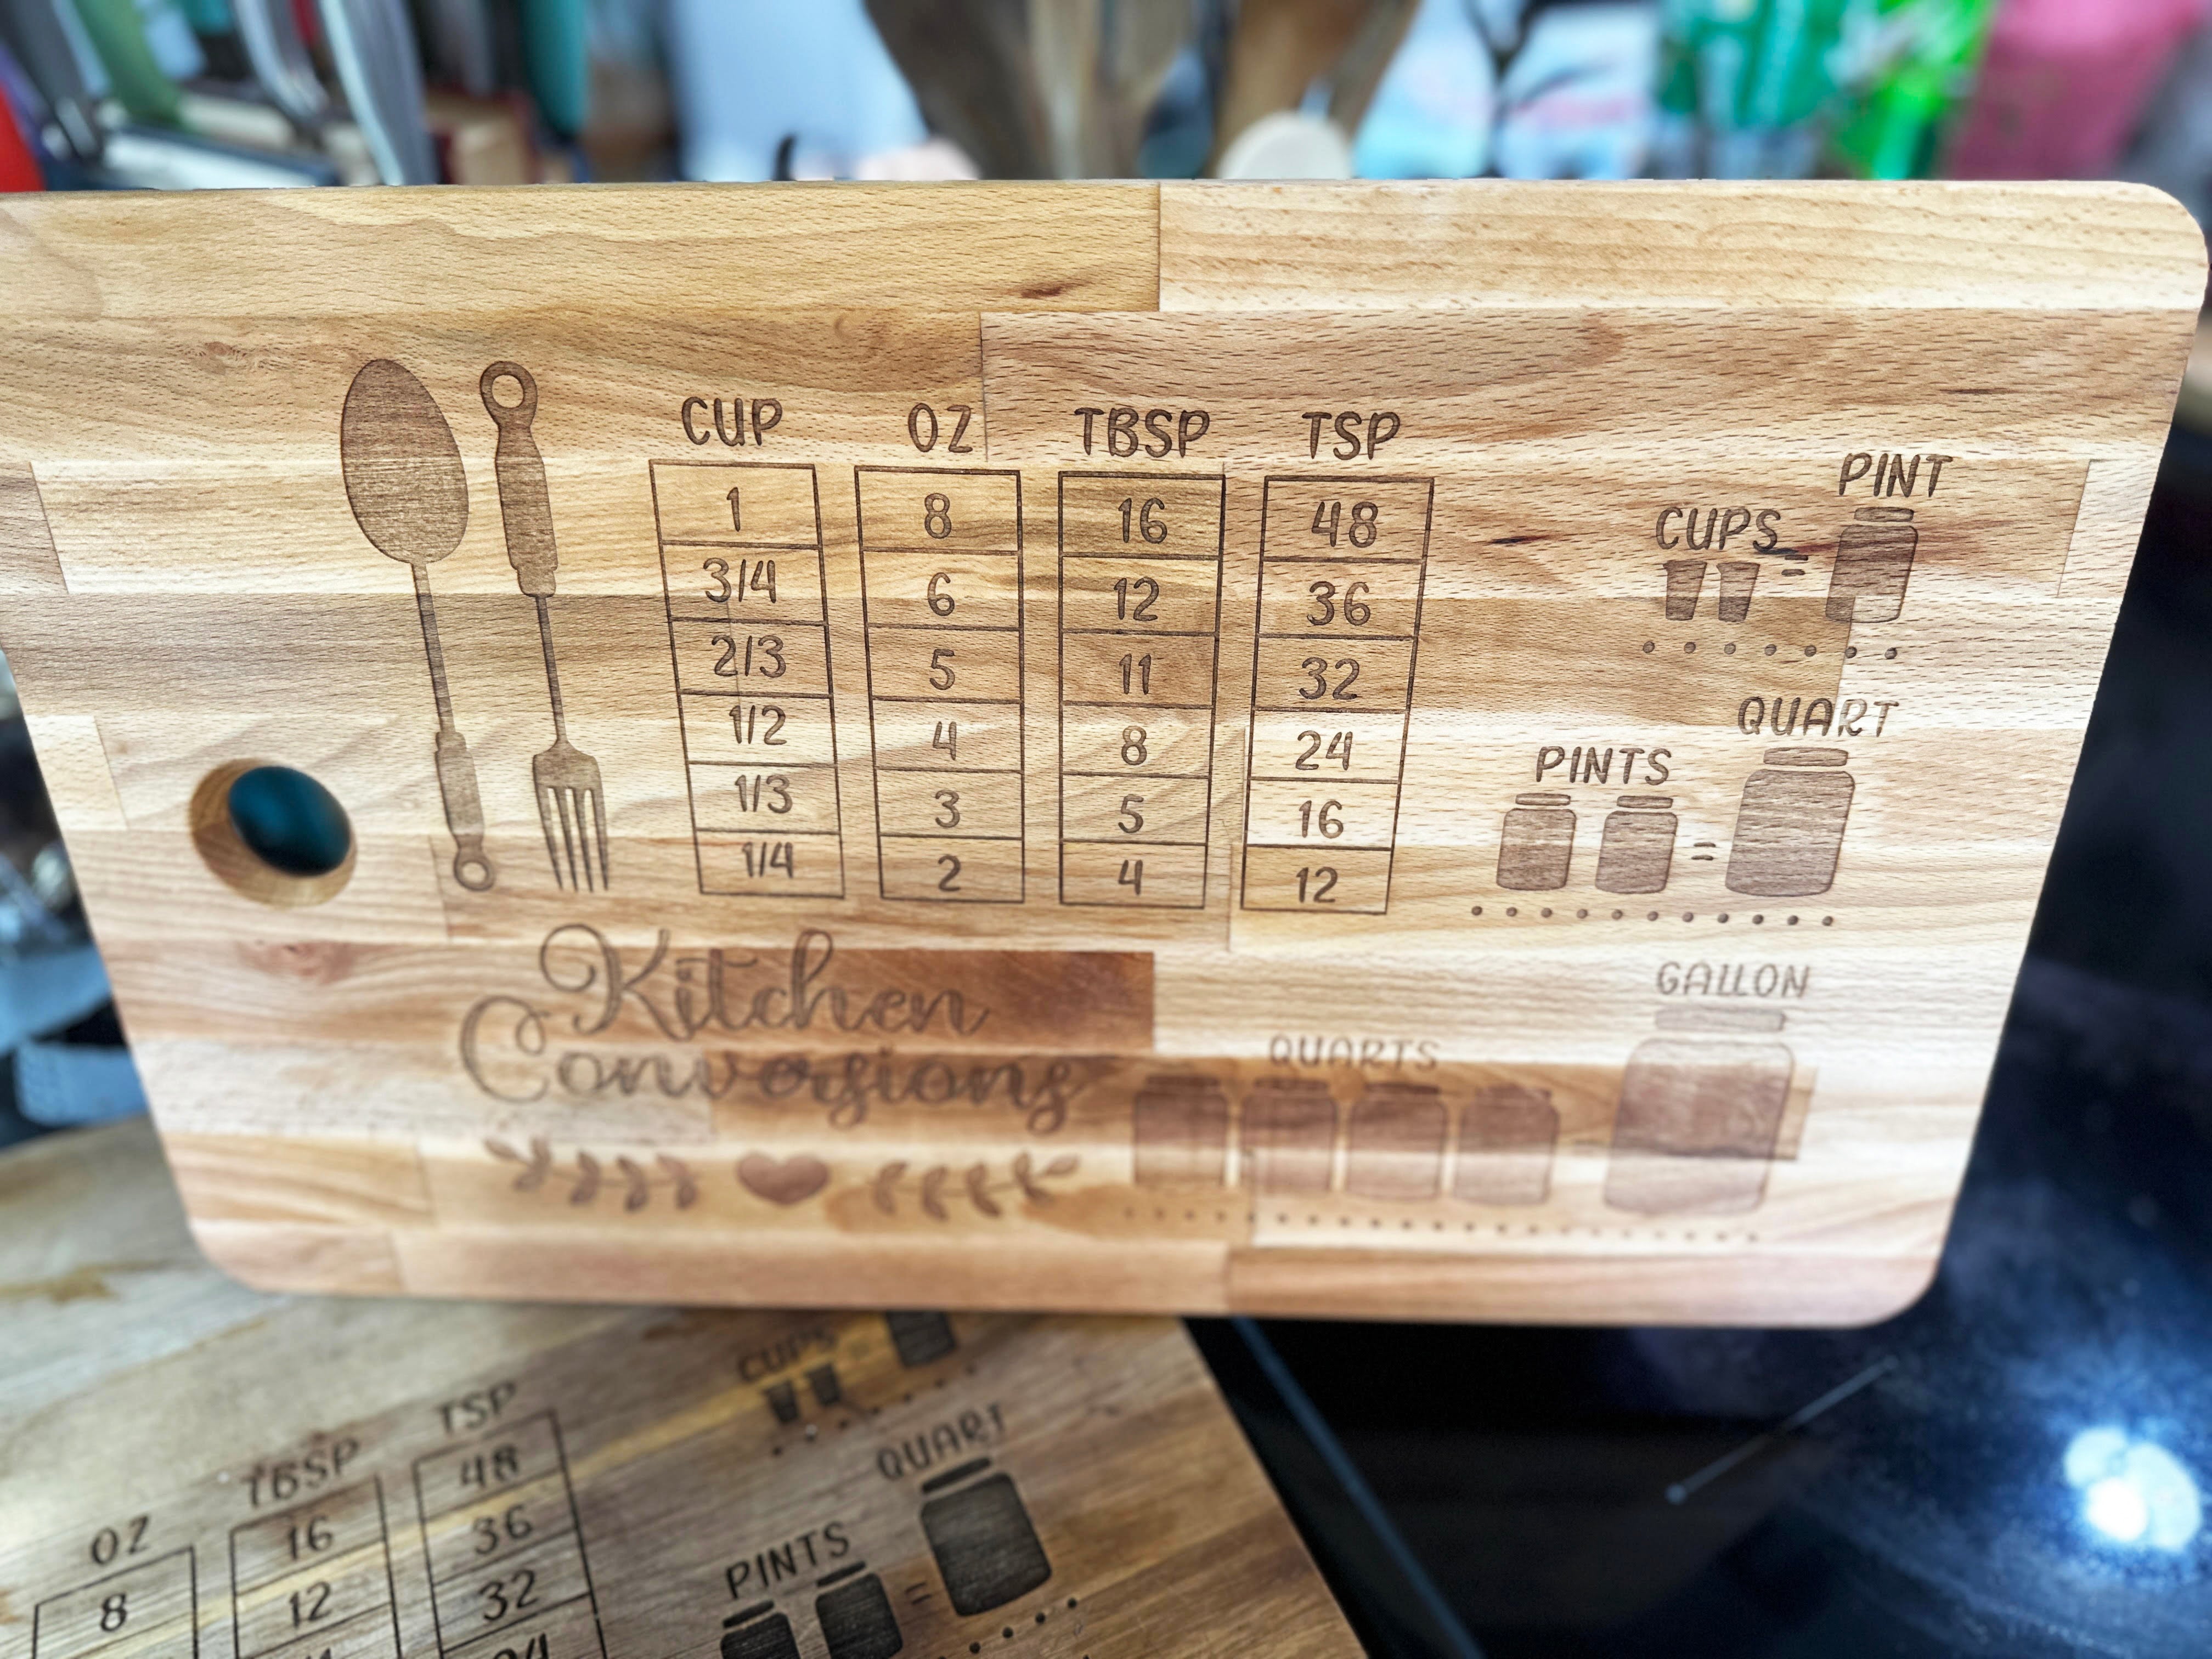 CUP OZ TBSP TSP
1 8 16 48
3/4 6 12 36
2/3 5 11 32
1/2 4 8 24
1/3 3 5 16
1/4 2 4 12
PINT
CUPS =
QUART
PINTS =
GALLON
QUARTS
Kitchen
Conversions
CUPS =
QUART
PINTS =
OZ TBSP TSP
8 16 48
12 36
32